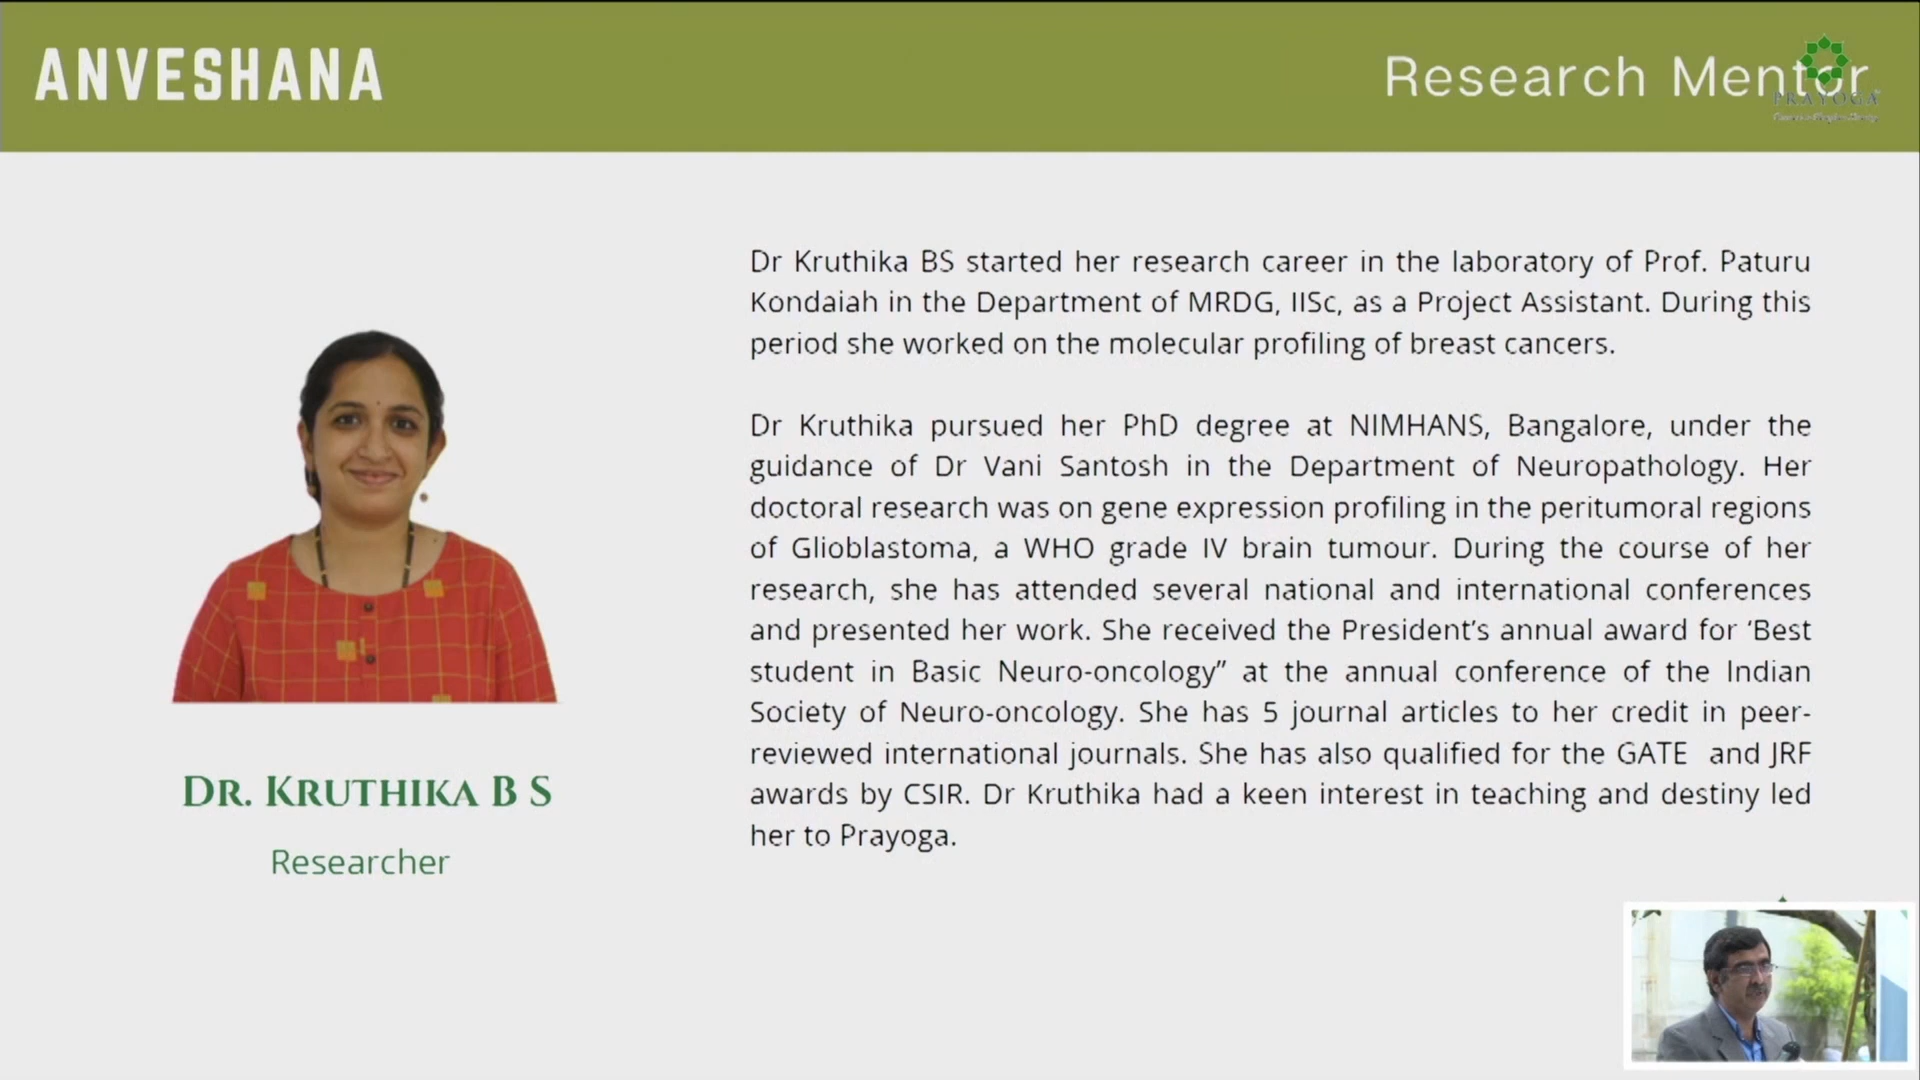 ANVESHANA
Research Mentor
PRAYOGA
Dr Kruthika BS started her research career in the laboratory of Prof. Paturu
Kondaiah in the Department of MRDG, IISc, as a Project Assistant. During this
period she worked on the molecular profiling of breast cancers.
Dr Kruthika pursued her PhD degree at NIMHANS, Bangalore, under the
guidance of Dr Vani Santosh in the Department of Neuropathology. Her
doctoral research was on gene expression profiling in the peritumoral regions
of Glioblastoma, a WHO grade IV brain tumour. During the course of her
research, she has attended several national and international conferences
and presented her work. She received the President’s annual award for ‘Best
student in Basic Neuro-oncology” at the annual conference of the Indian
Society of Neuro-oncology. She has 5 journal articles to her credit in peer-
reviewed international journals. She has also qualified for the GATE and JRF
awards by CSIR. Dr Kruthika had a keen interest in teaching and destiny led
her to Prayoga.
DR. KRUTHIKA B S
Researcher